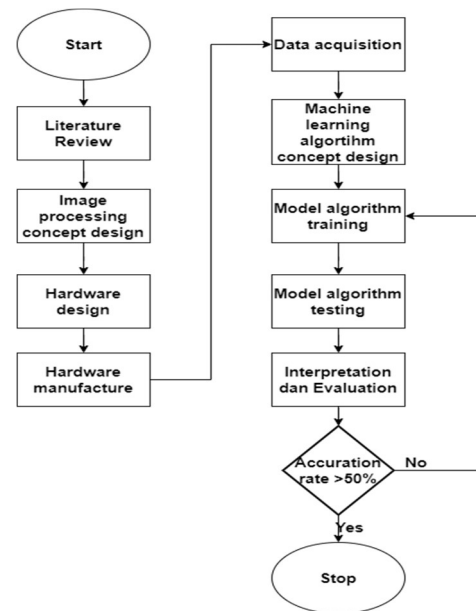 Start
Literature
Review
Image
processing
concept design
Hardware
design
Hardware
manufacture
Data acquisition
Machine
learning
algortihm
concept design
Model algorithm
training
Model algorithm
testing
Interpretation
dan Evaluation
Accuration
rate >50%
No
Yes
Stop